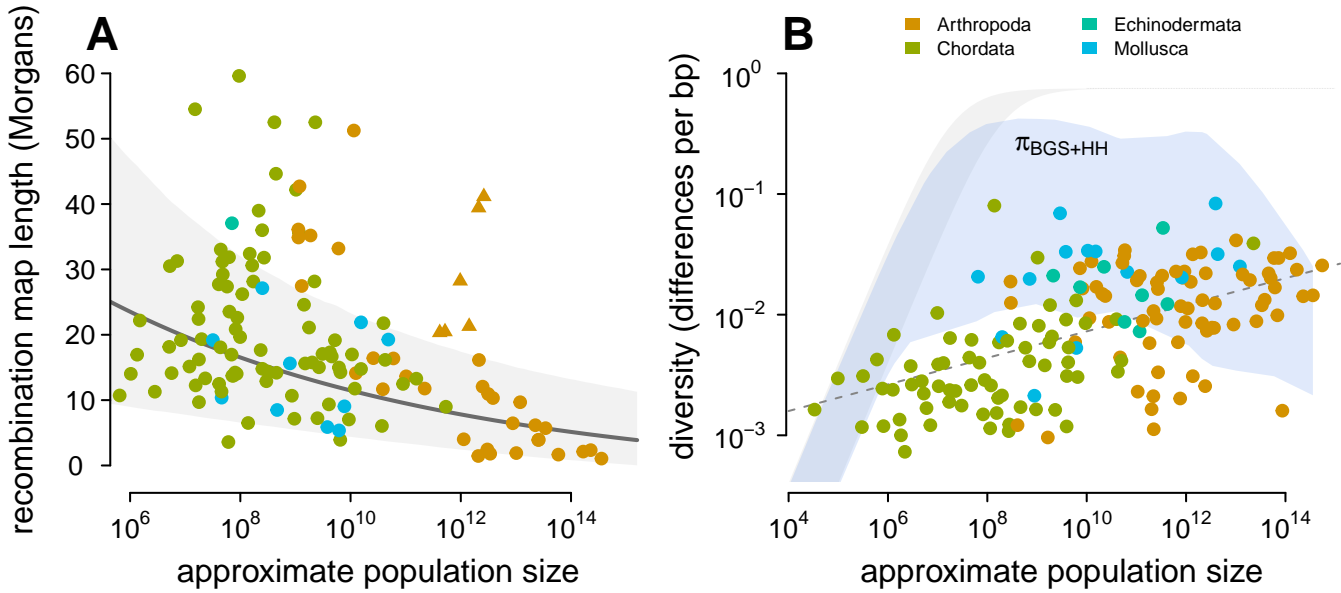 A
recombination map length (Morgans)
60
50
40
30
20
10
0
10^6
10^8
10^10
10^12
10^14
approximate population size
B
Arthropoda
Chordata
Echinodermata
Mollusca
diversity (differences per bp)
10^0
10^−1
10^−2
10^−3
π_BGS+HH
10^4
10^6
10^8
10^10
10^12
10^14
approximate population size